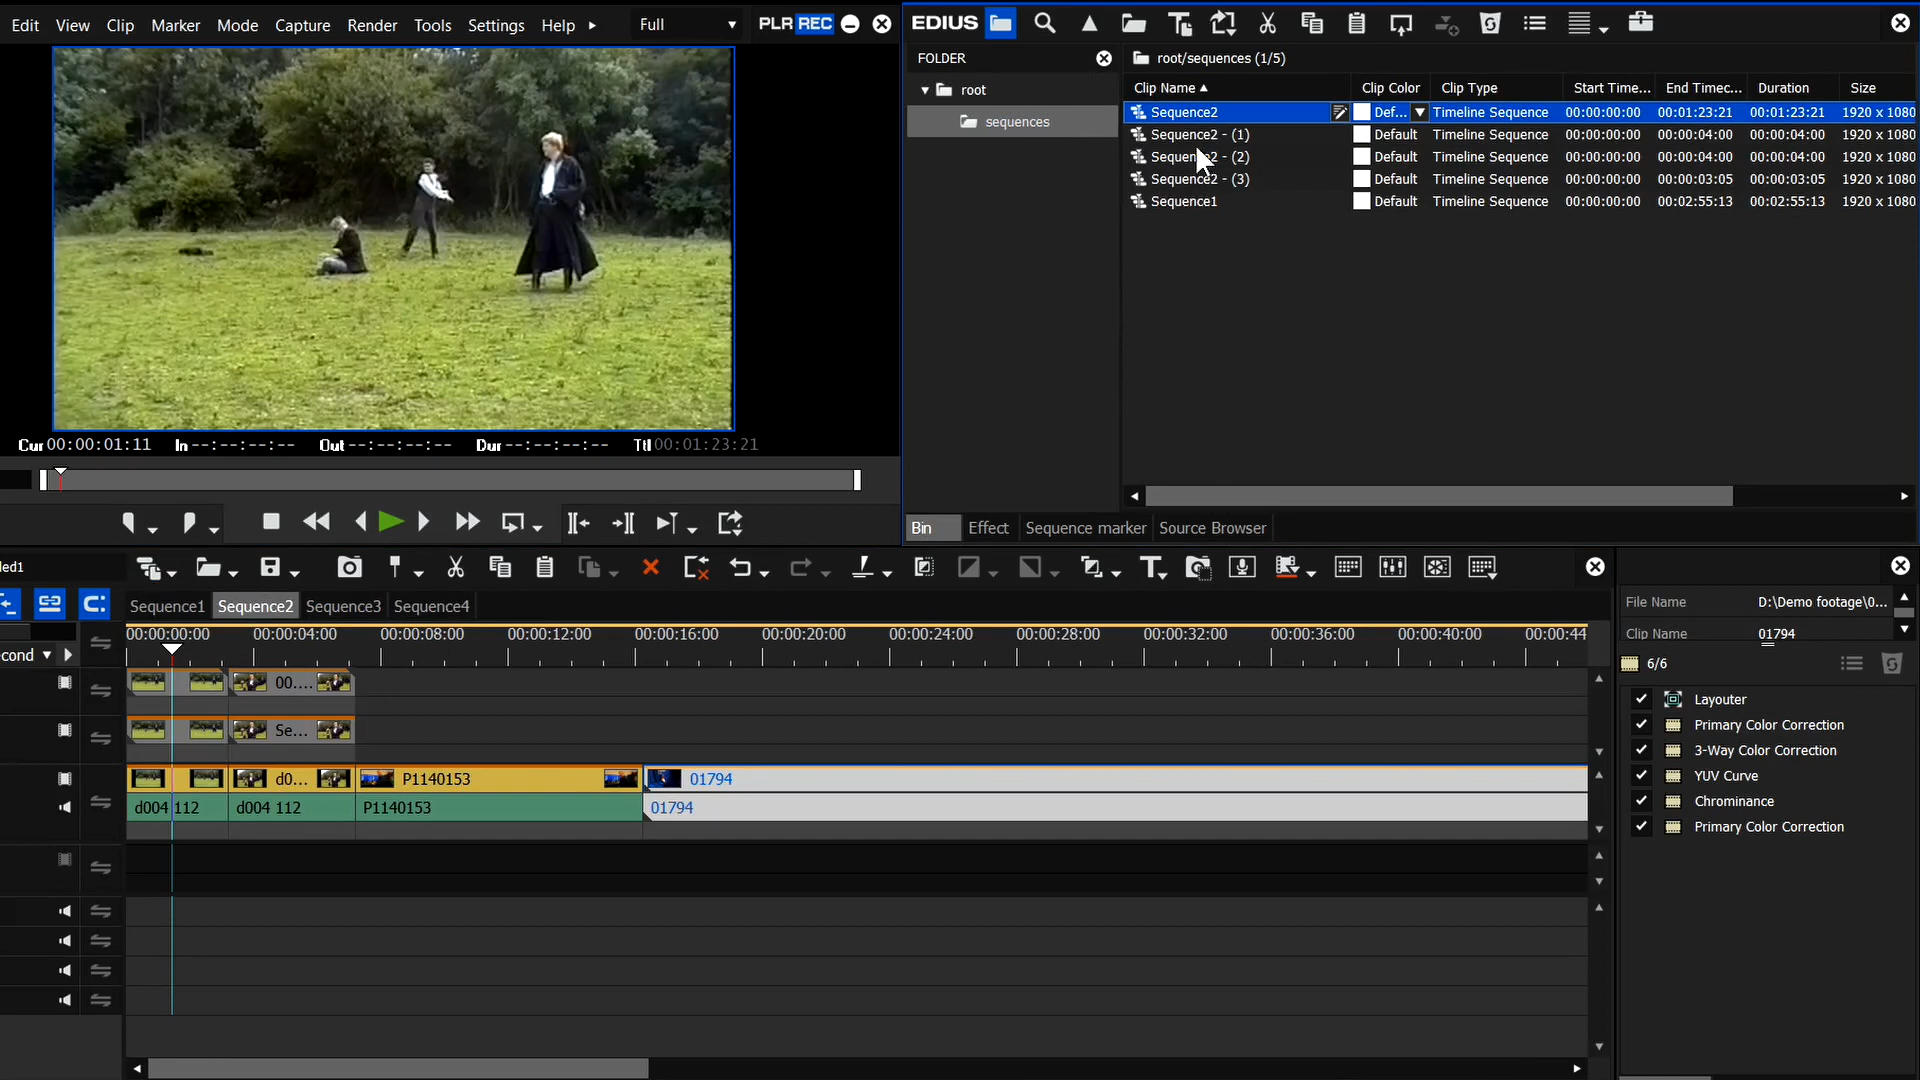 Edit View Clip Marker Mode Capture Render Tools Settings Help Full PLR REC
EDIUS
FOLDER
root
sequences
root/sequences (1/5)
Clip Name Clip Color Clip Type Start Time... End Timec... Duration Size
Sequence2 Def... Timeline Sequence 00:00:00:00 00:01:23:21 00:01:23:21 1920 x 1080
Sequence2 - (1) Default Timeline Sequence 00:00:00:00 00:00:04:00 00:00:04:00 1920 x 1080
Sequence2 - (2) Default Timeline Sequence 00:00:00:00 00:00:04:00 00:00:04:00 1920 x 1080
Sequence2 - (3) Default Timeline Sequence 00:00:00:00 00:00:03:05 00:00:03:05 1920 x 1080
Sequence1 Default Timeline Sequence 00:00:00:00 00:02:55:13 00:02:55:13 1920 x 1080
Cur 00:00:01:11 In --:--:--:-- Out --:--:--:-- Dur --:--:--:-- Ttl 00:01:23:21
Bin Effect Sequence marker Source Browser
led1
Sequence1 Sequence2 Sequence3 Sequence4
00:00:00:00 00:00:04:00 00:00:08:00 00:00:12:00 00:00:16:00 00:00:20:00 00:00:24:00 00:00:28:00 00:00:32:00 00:00:36:00 00:00:40:00 00:00:44
cond
00....
Se...
d0... P1140153 01794
d004 112 d004 112 P1140153 01794
File Name D:\Demo footage\0...
Clip Name 01794
6/6
Layouter
Primary Color Correction
3-Way Color Correction
YUV Curve
Chrominance
Primary Color Correction